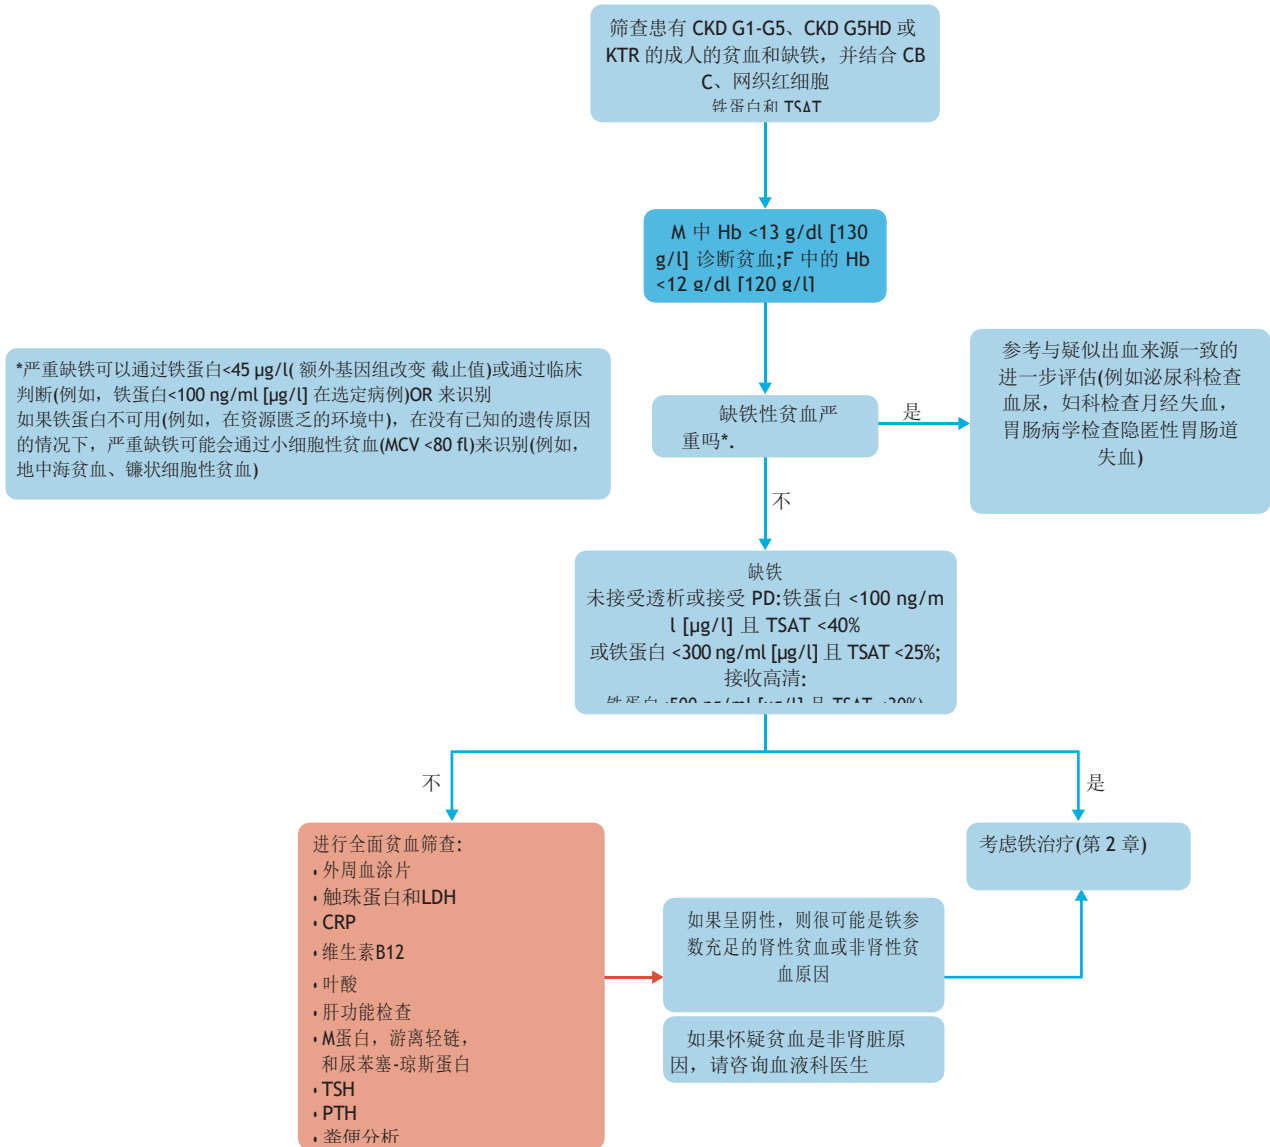 筛查患有 CKD G1-G5、CKD G5HD 或
KTR 的成人的贫血和缺铁，并结合 CB
C、网织红细胞
铁蛋白和 TSAT
M 中 Hb <13 g/dl [130
g/l] 诊断贫血;F 中的 Hb
<12 g/dl [120 g/l]
*严重缺铁可以通过铁蛋白<45 µg/l( 额外基因组改变 截止值)或通过临床
判断(例如，铁蛋白<100 ng/ml [µg/l] 在选定病例)OR 来识别
如果铁蛋白不可用(例如，在资源匮乏的环境中)，在没有已知的遗传原因
的情况下，严重缺铁可能会通过小细胞性贫血(MCV <80 fl)来识别(例如，
地中海贫血、镰状细胞性贫血)
缺铁性贫血严
重吗*.
是
参考与疑似出血来源一致的
进一步评估(例如泌尿科检查
血尿，妇科检查月经失血，
胃肠病学检查隐匿性胃肠道
失血)
不
缺铁
未接受透析或接受 PD:铁蛋白 <100 ng/m
l [µg/l] 且 TSAT <40%
或铁蛋白 <300 ng/ml [µg/l] 且 TSAT <25%;
接收高清:
铁蛋白 <500 ng/ml [µg/l] 且 TSAT <30%)
不
是
进行全面贫血筛查:
• 外周血涂片
• 触珠蛋白和LDH
• CRP
• 维生素B12
• 叶酸
• 肝功能检查
• M蛋白，游离轻链，
和尿苯塞-琼斯蛋白
• TSH
• PTH
• 粪便分析
如果呈阴性，则很可能是铁参
数充足的肾性贫血或非肾性贫
血原因
如果怀疑贫血是非肾脏原
因，请咨询血液科医生
考虑铁治疗(第 2 章)